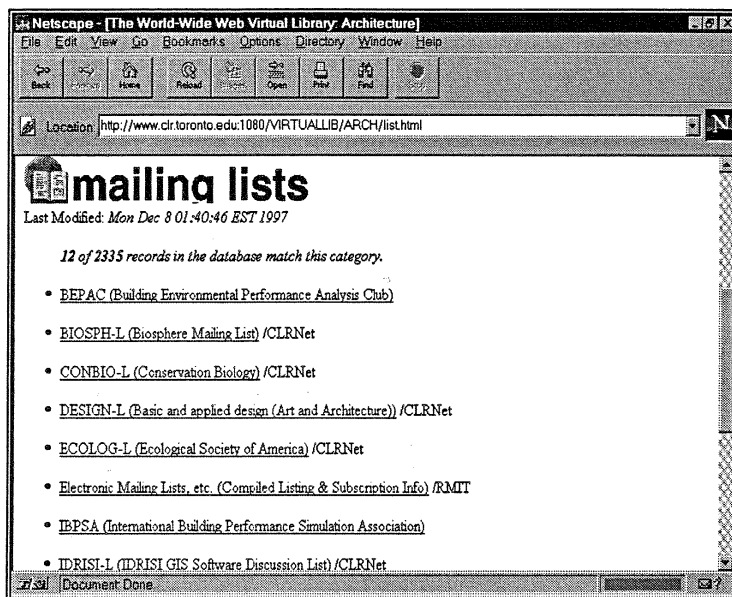 Netscape - [The World-Wide Web Virtual Library: Architecture]
File Edit View Go Bookmarks Options Directory Window Help
Back Home Reload Open Print Find
Location: http://www.clr.toronto.edu:1080/VIRTUALLIB/ARCH/list.html
N
mailing lists
Last Modified: Mon Dec 8 01:40:46 EST 1997
12 of 2335 records in the database match this category.
• BEPAC (Building Environmental Performance Analysis Club)
• BIOSPH-L (Biosphere Mailing List) /CLRNet
• CONBIO-L (Conservation Biology) /CLRNet
• DESIGN-L (Basic and applied design (Art and Architecture)) /CLRNet
• ECOLOG-L (Ecological Society of America) /CLRNet
• Electronic Mailing Lists, etc. (Compiled Listing & Subscription Info) /RMIT
• IBPSA (International Building Performance Simulation Association)
• IDRISI-L (IDRISI GIS Software Discussion List) /CLRNet
Document Done